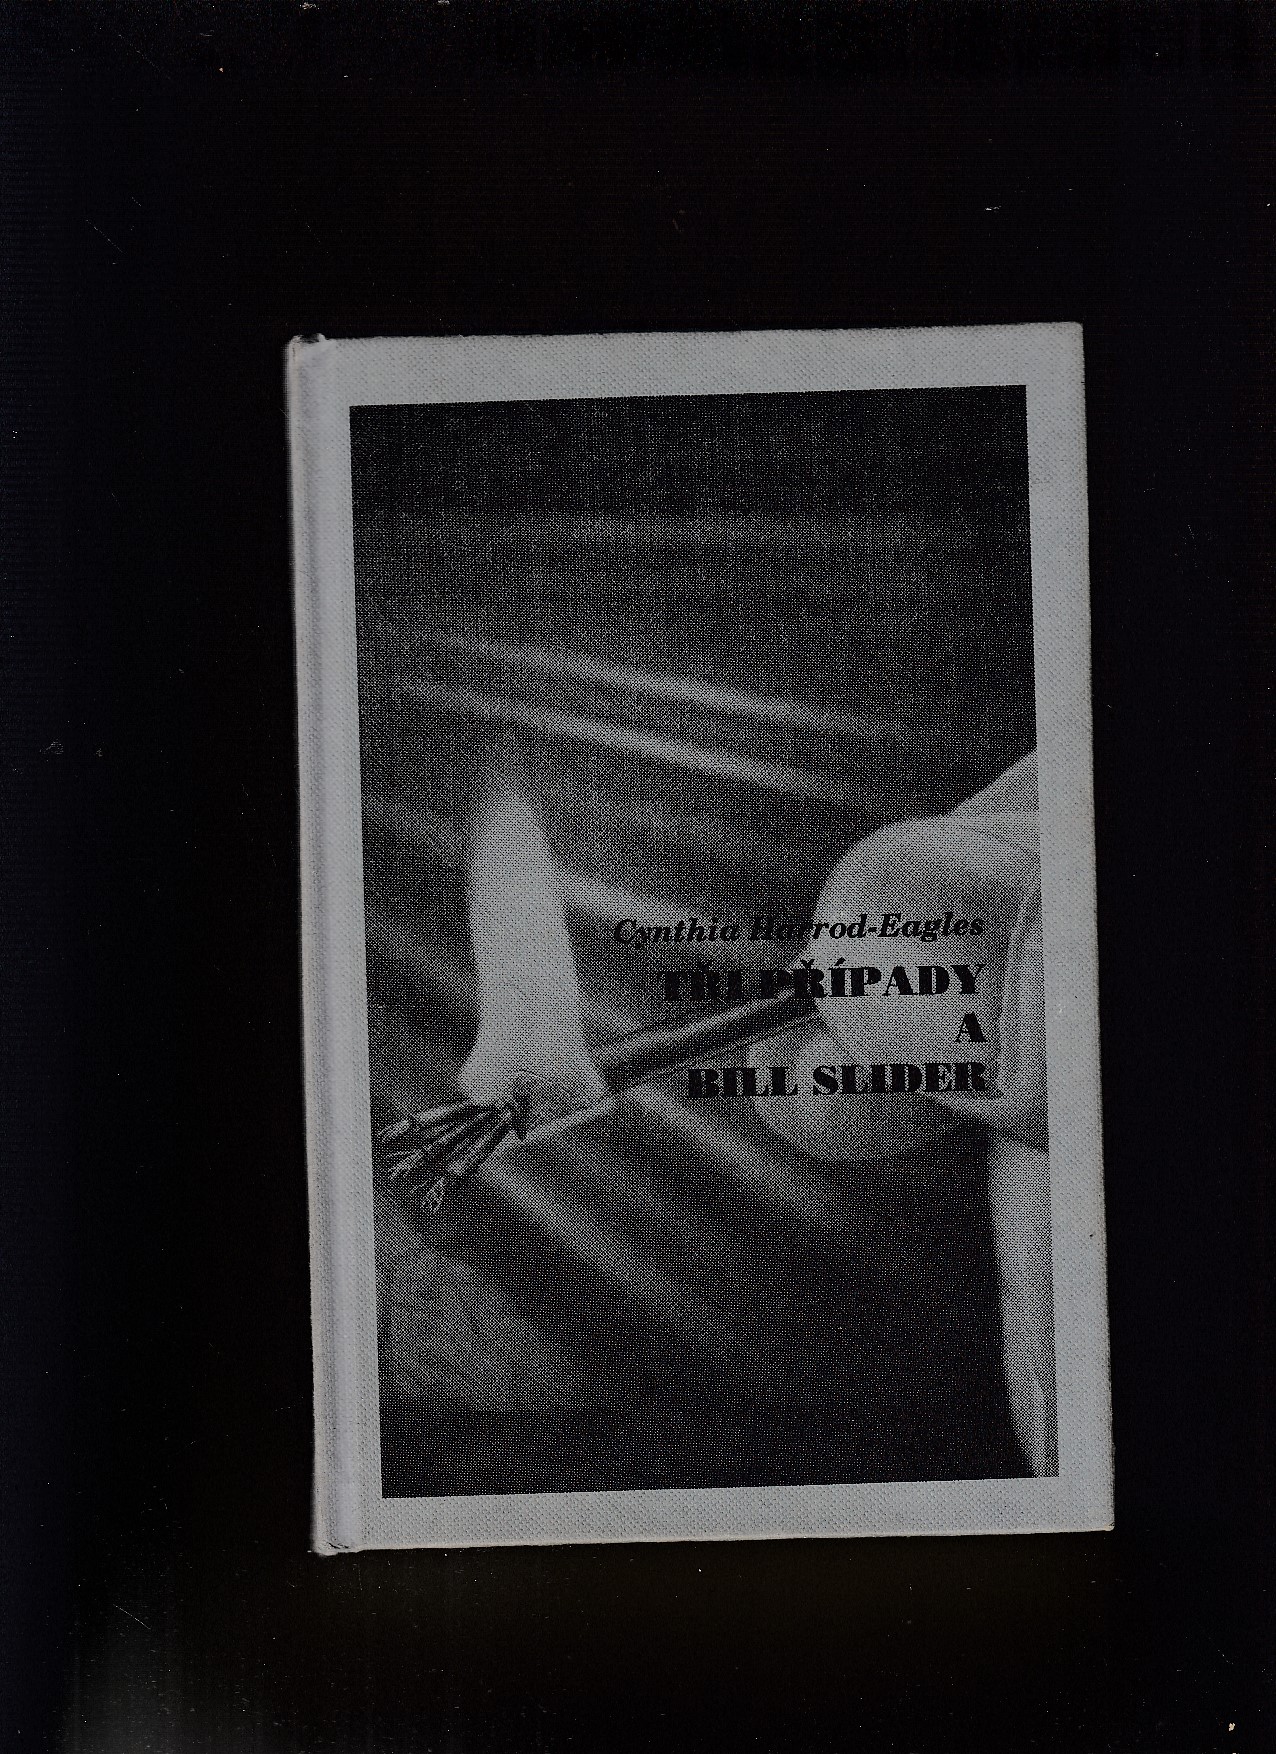 Cynthia Harrod-Eagles
TŘI PŘÍPADY
A
BILL SLIDER